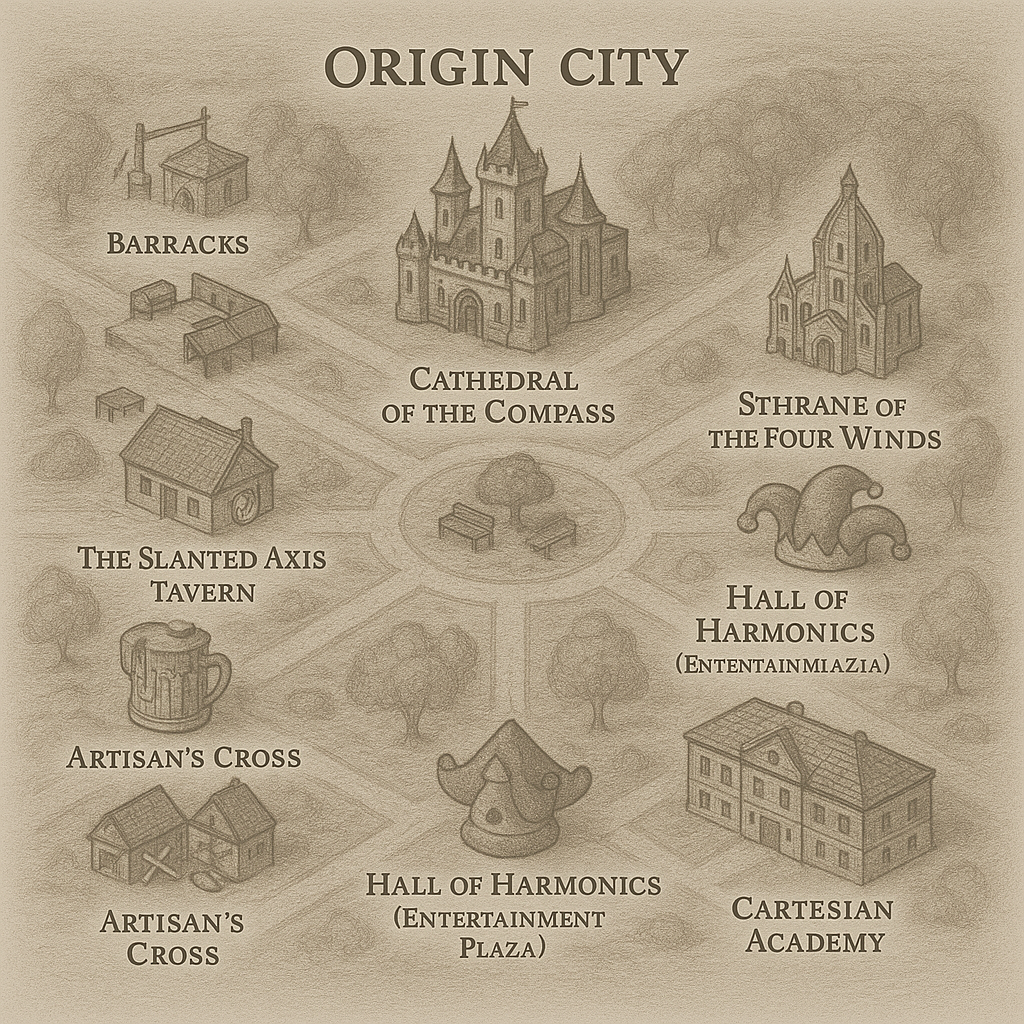 ORIGIN CITY
BARRACKS
CATHEDRAL
OF THE COMPASS
STHRANE OF
THE FOUR WINDS
THE SLANTED AXIS
TAVERN
HALL OF
HARMONICS
(ENTENTAINMIAZIA)
ARTISAN'S CROSS
HALL OF HARMONICS
(ENTERTAINMENT
PLAZA)
CARTESIAN
ACADEMY
ARTISAN'S
CROSS